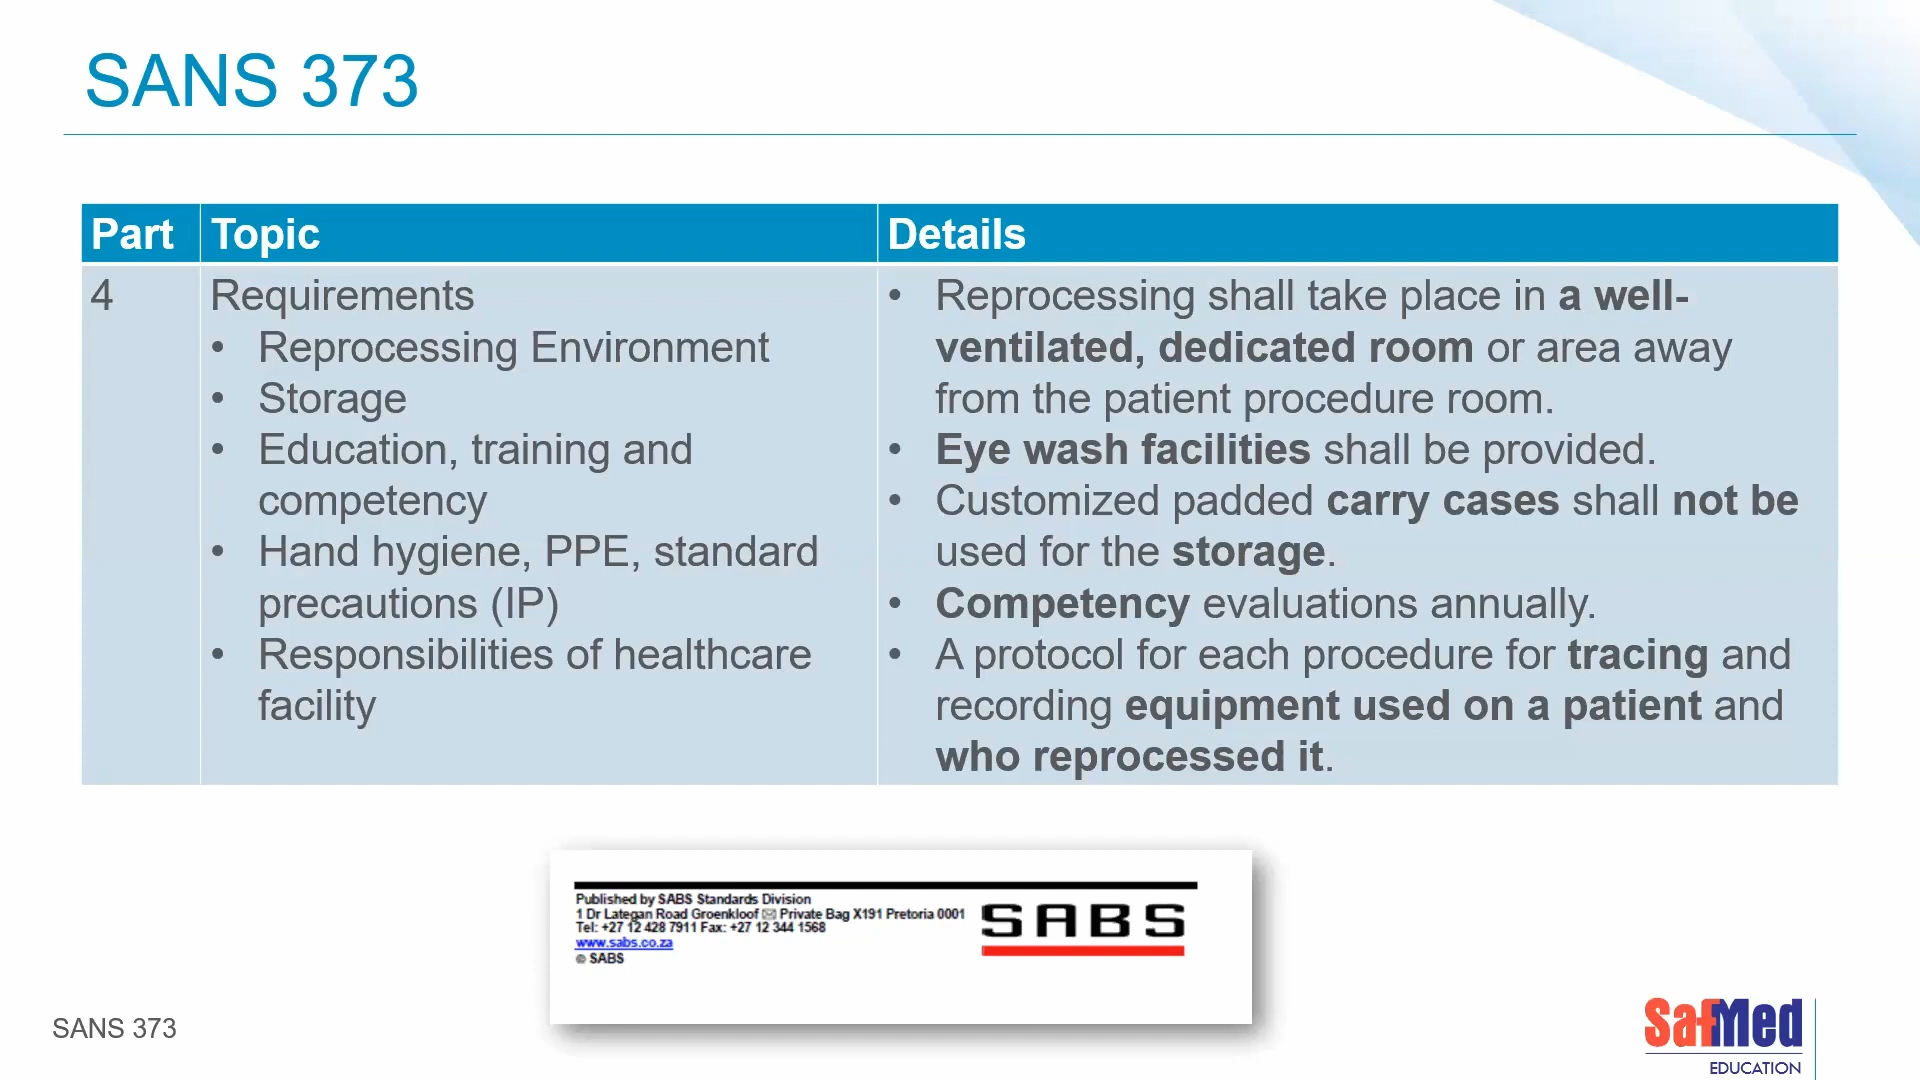 SANS 373
Part Topic Details
4
Requirements
• Reprocessing Environment
• Storage
• Education, training and
competency
• Hand hygiene, PPE, standard
precautions (IP)
• Responsibilities of healthcare
facility
• Reprocessing shall take place in a well-
ventilated, dedicated room or area away
from the patient procedure room.
• Eye wash facilities shall be provided.
• Customized padded carry cases shall not be
used for the storage.
• Competency evaluations annually.
• A protocol for each procedure for tracing and
recording equipment used on a patient and
who reprocessed it.
Published by SABS Standards Division
1 Dr Lategan Road Groenkloof ✉ Private Bag X191 Pretoria 0001
Tel: +27 12 428 7911 Fax: +27 12 344 1568
www.sabs.co.za
© SABS
SABS
SANS 373
SafMed
EDUCATION